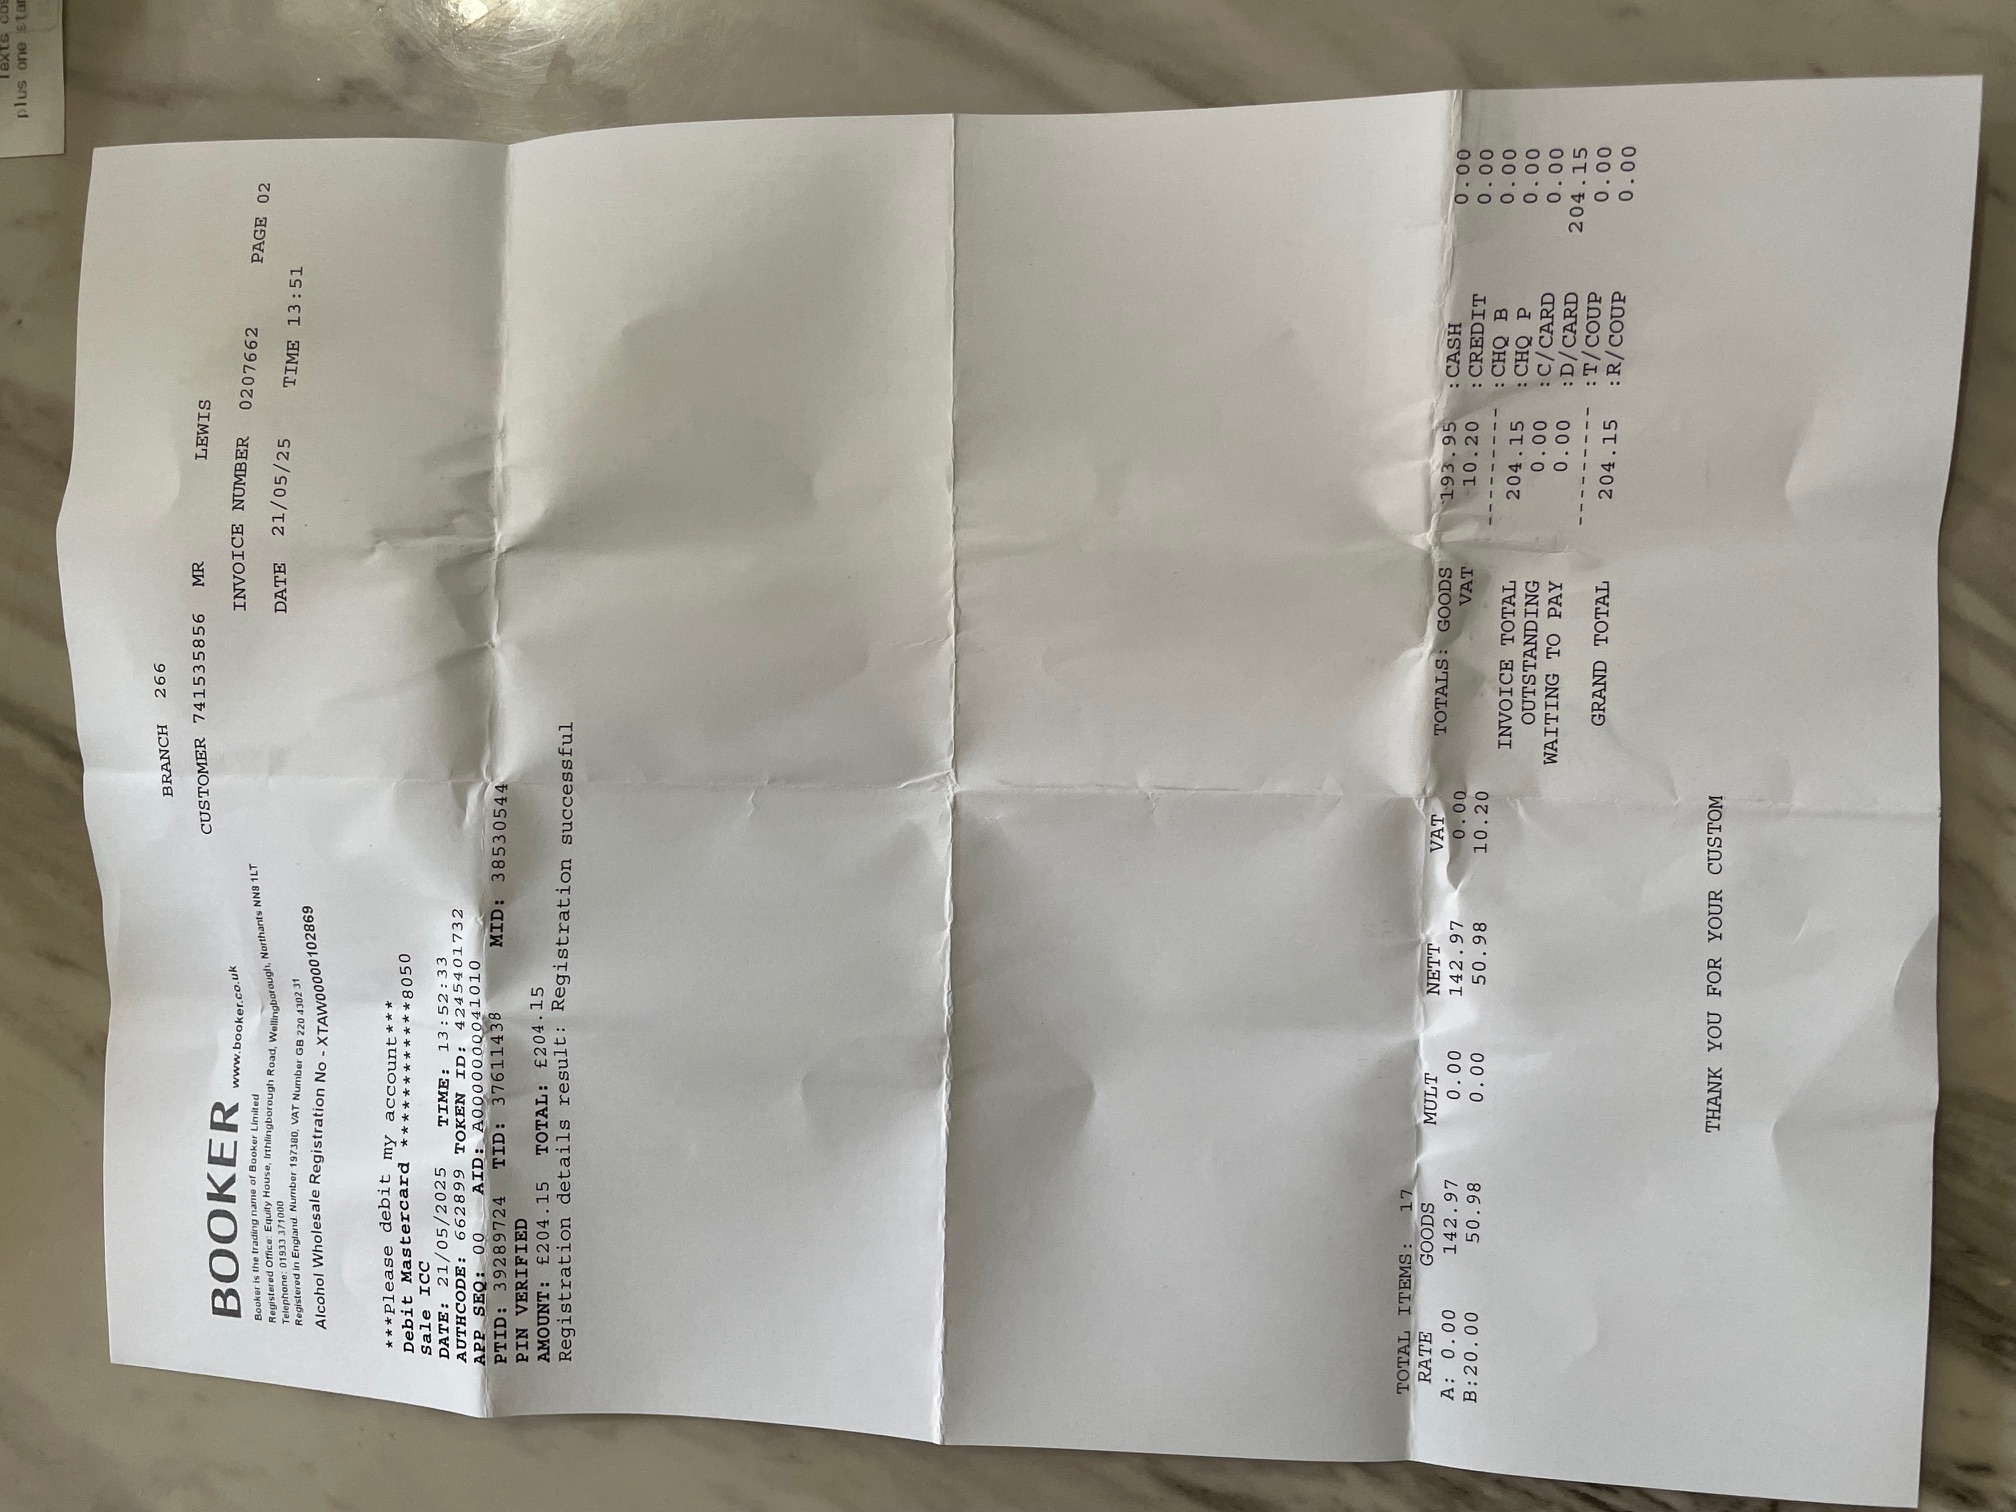 Texts
plus one
BRANCH 266
CUSTOMER 741535856 MR LEWIS
INVOICE NUMBER 0207662 PAGE 02
DATE 21/05/25 TIME 13:51
BOOKER www.booker.co.uk
Booker is the trading name of Booker Limited
Registered Office: Equity House, Irthlingborough Road, Wellingborough, Northants NN8 1LT
Telephone: 01933 371000
Registered in England. Number 197380, VAT Number GB 220 4302 31
Alcohol Wholesale Registration No - XTAW00000102869
***Please debit my account***
Debit Mastercard ************8050
Sale ICC
DATE: 21/05/2025 TIME: 13:52:33
AUTHCODE: 662899 TOKEN ID: 4245401732
APP SEQ: 00 AID: A0000000041010
PTID: 39289724 TID: 37611438 MID: 38530544
PIN VERIFIED
AMOUNT: £204.15 TOTAL: £204.15
Registration details result: Registration successful
TOTAL ITEMS: 17
RATE GOODS MULT NETT VAT
A: 0.00 142.97 0.00 142.97 0.00
B:20.00 50.98 0.00 50.98 10.20
TOTALS: GOODS 193.95 :CASH 0.00
VAT 10.20 :CREDIT 0.00
--------- :CHQ B 0.00
INVOICE TOTAL 204.15 :CHQ P 0.00
OUTSTANDING 0.00 :C/CARD 0.00
WAITING TO PAY 0.00 :D/CARD 204.15
--------- :T/COUP 0.00
GRAND TOTAL 204.15 :R/COUP 0.00
THANK YOU FOR YOUR CUSTOM